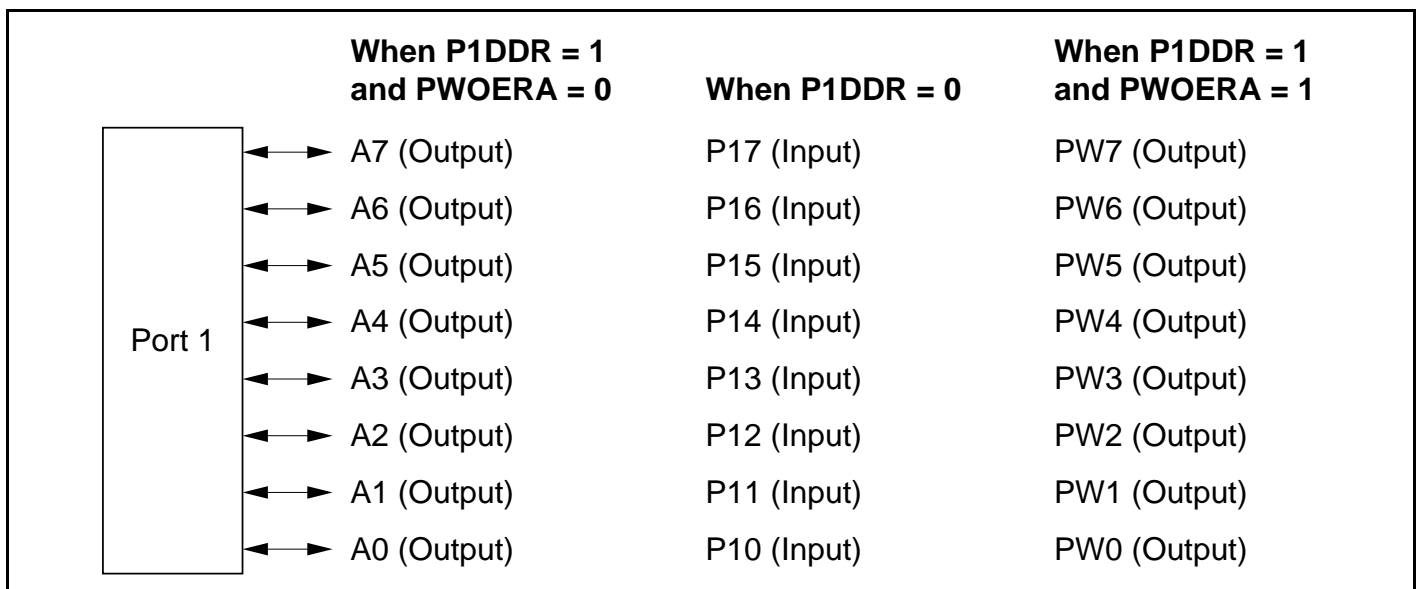 When P1DDR = 1 and PWOERA = 0
When P1DDR = 0
When P1DDR = 1 and PWOERA = 1
Port 1
A7 (Output) P17 (Input) PW7 (Output)
A6 (Output) P16 (Input) PW6 (Output)
A5 (Output) P15 (Input) PW5 (Output)
A4 (Output) P14 (Input) PW4 (Output)
A3 (Output) P13 (Input) PW3 (Output)
A2 (Output) P12 (Input) PW2 (Output)
A1 (Output) P11 (Input) PW1 (Output)
A0 (Output) P10 (Input) PW0 (Output)